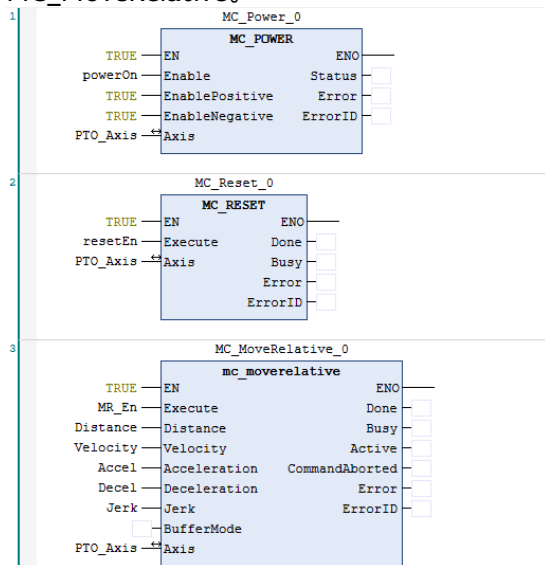 MC_MoveRelative。
1
MC_Power_0
MC_POWER
TRUE EN ENO
powerOn Enable Status
TRUE EnablePositive Error
TRUE EnableNegative ErrorID
PTO_Axis Axis
2
MC_Reset_0
MC_RESET
TRUE EN ENO
resetEn Execute Done
PTO_Axis Axis Busy
Error
ErrorID
3
MC_MoveRelative_0
mc_moverelative
TRUE EN ENO
MR_En Execute Done
Distance Distance Busy
Velocity Velocity Active
Accel Acceleration CommandAborted
Decel Deceleration Error
Jerk Jerk ErrorID
BufferMode
PTO_Axis Axis